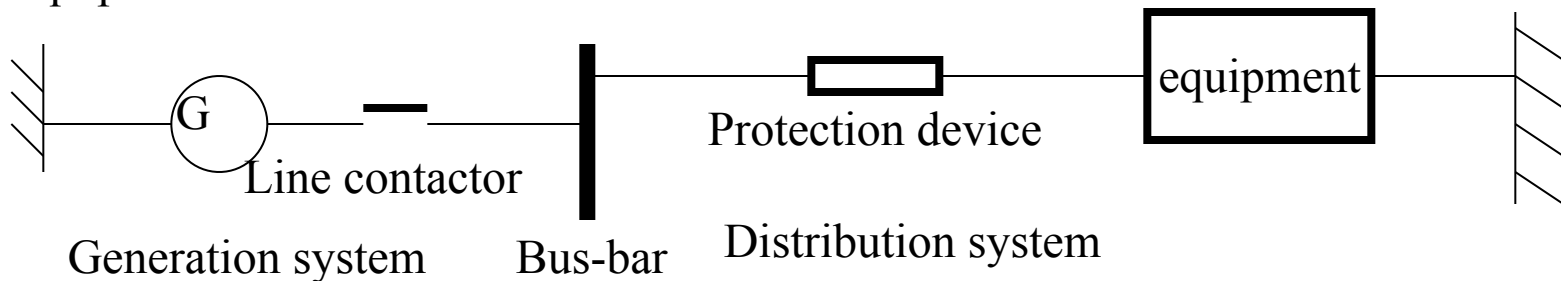 equipment
G
Protection device
Line contactor
Distribution system
Generation system
Bus-bar